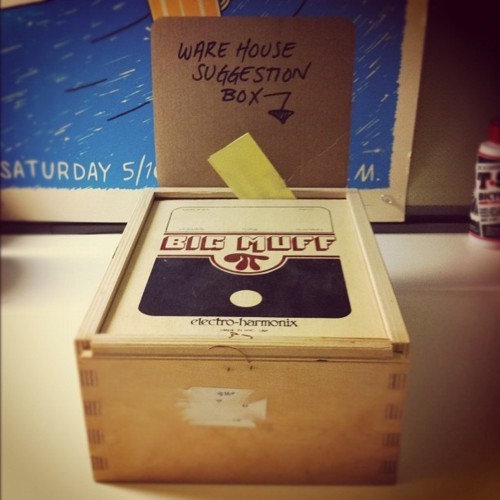 WARE HOUSE
SUGGESTION
BOX
SATURDAY 5/1
M.
BIG MUFF
π
electro-harmonix